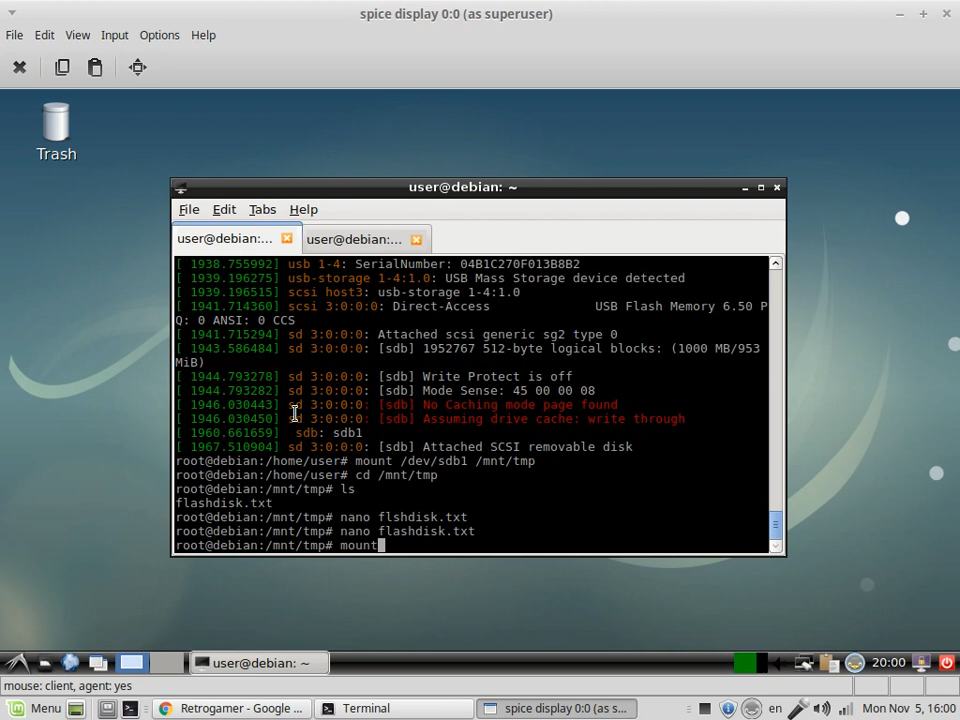 spice display 0:0 (as superuser)
File Edit View Input Options Help
Trash
user@debian: ~
File Edit Tabs Help
user@debian:... user@debian:...
[ 1938.755992] usb 1-4: SerialNumber: 04B1C270F013B8B2
[ 1939.196275] usb-storage 1-4:1.0: USB Mass Storage device detected
[ 1939.196515] scsi host3: usb-storage 1-4:1.0
[ 1941.714360] scsi 3:0:0:0: Direct-Access USB Flash Memory 6.50 P
Q: 0 ANSI: 0 CCS
[ 1941.715294] sd 3:0:0:0: Attached scsi generic sg2 type 0
[ 1943.586484] sd 3:0:0:0: [sdb] 1952767 512-byte logical blocks: (1000 MB/953
MiB)
[ 1944.793278] sd 3:0:0:0: [sdb] Write Protect is off
[ 1944.793282] sd 3:0:0:0: [sdb] Mode Sense: 45 00 00 08
[ 1946.030443] sd 3:0:0:0: [sdb] No Caching mode page found
[ 1946.030450] sd 3:0:0:0: [sdb] Assuming drive cache: write through
[ 1960.661659] sdb: sdb1
[ 1967.510904] sd 3:0:0:0: [sdb] Attached SCSI removable disk
root@debian:/home/user# mount /dev/sdb1 /mnt/tmp
root@debian:/home/user# cd /mnt/tmp
root@debian:/mnt/tmp# ls
flashdisk.txt
root@debian:/mnt/tmp# nano flshdisk.txt
root@debian:/mnt/tmp# nano flashdisk.txt
root@debian:/mnt/tmp# mount
user@debian: ~
20:00
mouse: client, agent: yes
Menu
Retrogamer - Google ...
Terminal
spice display 0:0 (as s...
en
Mon Nov 5, 16:00